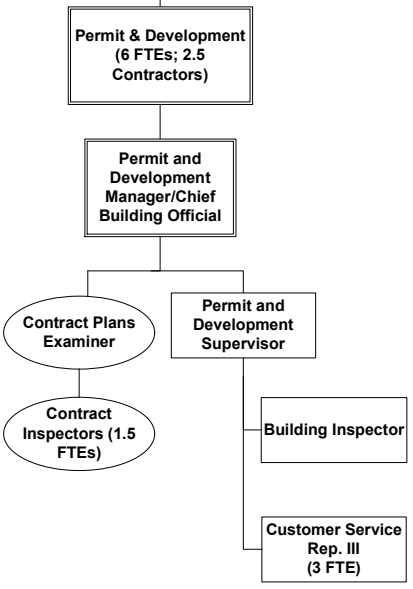 Permit & Development
(6 FTEs; 2.5
Contractors)
Permit and
Development
Manager/Chief
Building Official
Contract Plans
Examiner
Permit and
Development
Supervisor
Contract
Inspectors (1.5
FTEs)
Building Inspector
Customer Service
Rep. III
(3 FTE)